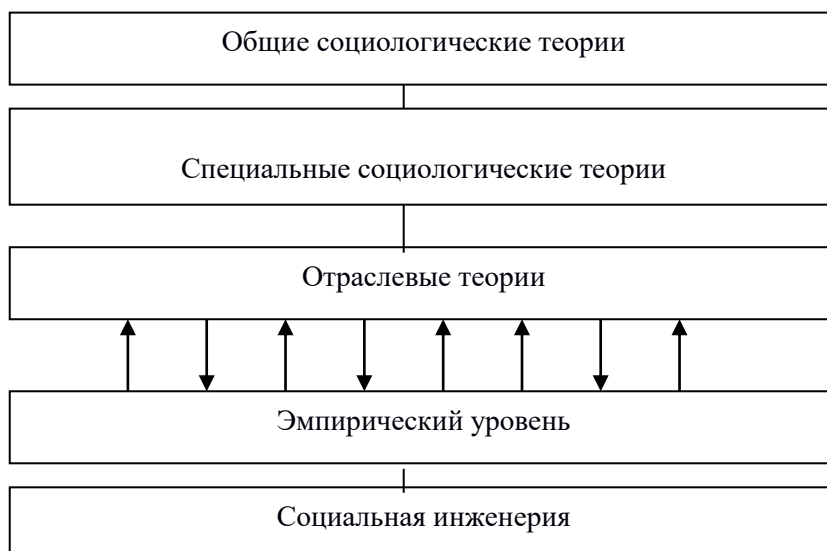 Общие социологические теории
Специальные социологические теории
Отраслевые теории
Эмпирический уровень
Социальная инженерия